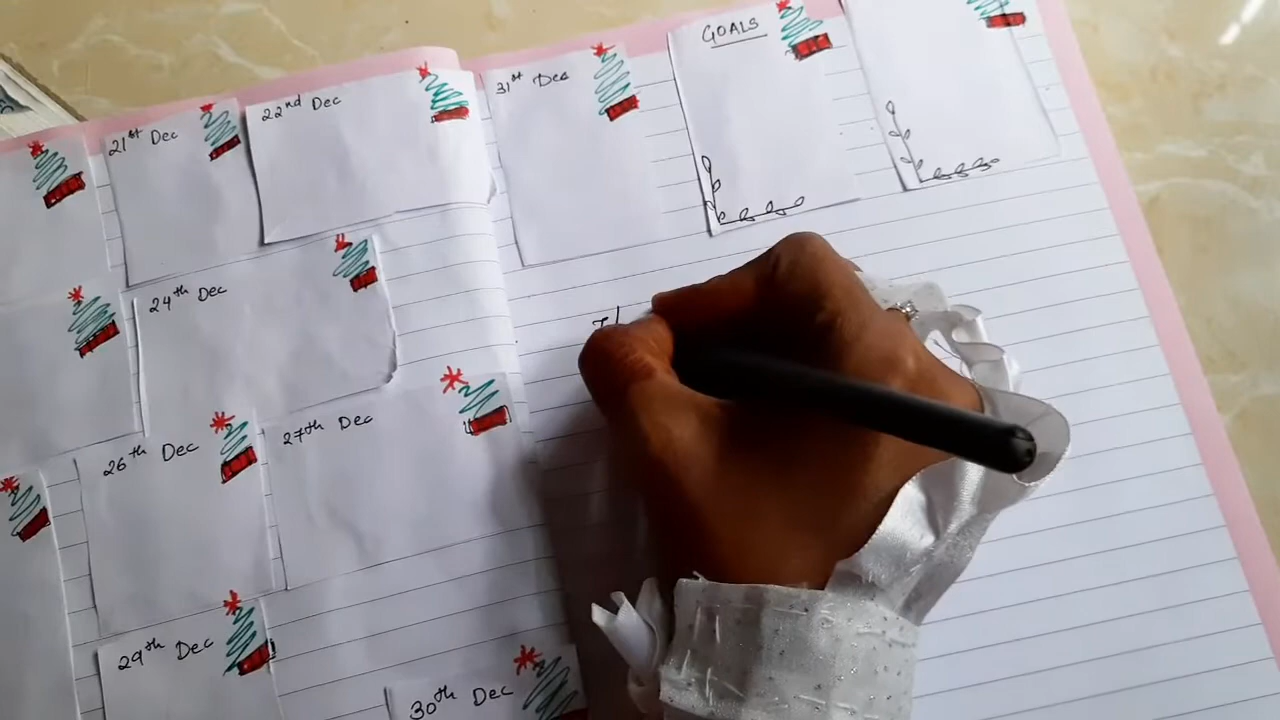 21st Dec
22nd Dec
31st Dec
GOALS
24th Dec
26th Dec
27th Dec
29th Dec
30th Dec